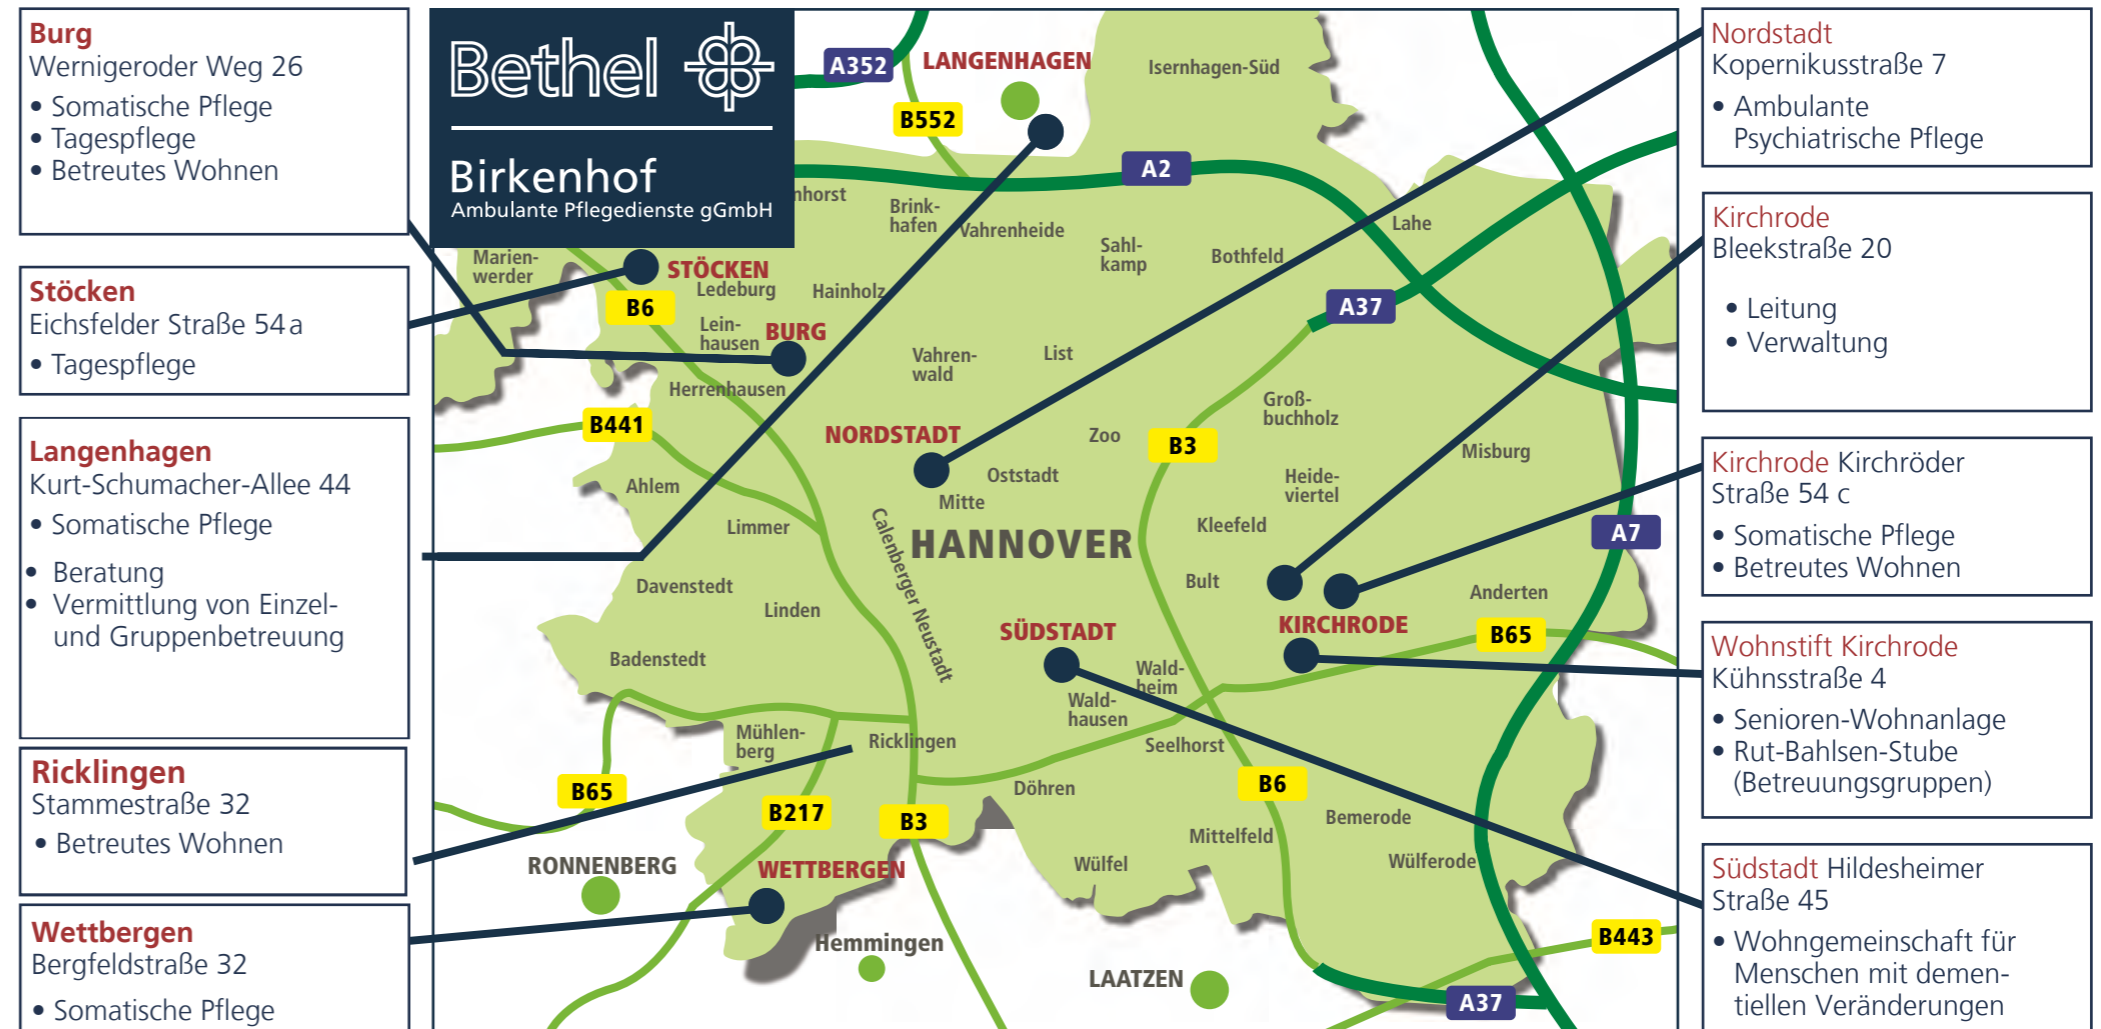 Burg
Wernigeroder Weg 26
• Somatische Pflege
• Tagespflege
• Betreutes Wohnen
Stöcken
Eichsfelder Straße 54 a
• Tagespflege
Langenhagen
Kurt-Schumacher-Allee 44
• Somatische Pflege
• Beratung
• Vermittlung von Einzel-
und Gruppenbetreuung
Ricklingen
Stammestraße 32
• Betreutes Wohnen
Wettbergen
Bergfeldstraße 32
• Somatische Pflege
Bethel
Birkenhof
Ambulante Pflegedienste gGmbH
A352
LANGENHAGEN
Isernhagen-Süd
B552
A2
nhorst
Brink-
hafen
Vahrenheide
Sahl-
kamp
Bothfeld
Lahe
Marien-
werder
STÖCKEN
Ledeburg
Hainholz
B6
A37
Lein-
hausen
BURG
Vahren-
wald
List
Herrenhausen
Groß-
buchholz
B441
NORDSTADT
Zoo
B3
Misburg
Oststadt
Heide-
viertel
Ahlem
Mitte
Limmer
Calenberger Neustadt
HANNOVER
Kleefeld
A7
Davenstedt
Bult
Anderten
Linden
SÜDSTADT
KIRCHRODE
B65
Badenstedt
Wald-
heim
Wald-
hausen
Mühlen-
berg
Ricklingen
Seelhorst
B65
B217
B3
Döhren
B6
Bemerode
Mittelfeld
RONNENBERG
WETTBERGEN
Wülfel
Wülferode
Hemmingen
B443
LAATZEN
A37
Nordstadt
Kopernikusstraße 7
• Ambulante
Psychiatrische Pflege
Kirchrode
Bleekstraße 20
• Leitung
• Verwaltung
Kirchrode Kirchröder
Straße 54 c
• Somatische Pflege
• Betreutes Wohnen
Wohnstift Kirchrode
Kühnsstraße 4
• Senioren-Wohnanlage
• Rut-Bahlsen-Stube
(Betreuungsgruppen)
Südstadt Hildesheimer
Straße 45
• Wohngemeinschaft für
Menschen mit demen-
tiellen Veränderungen